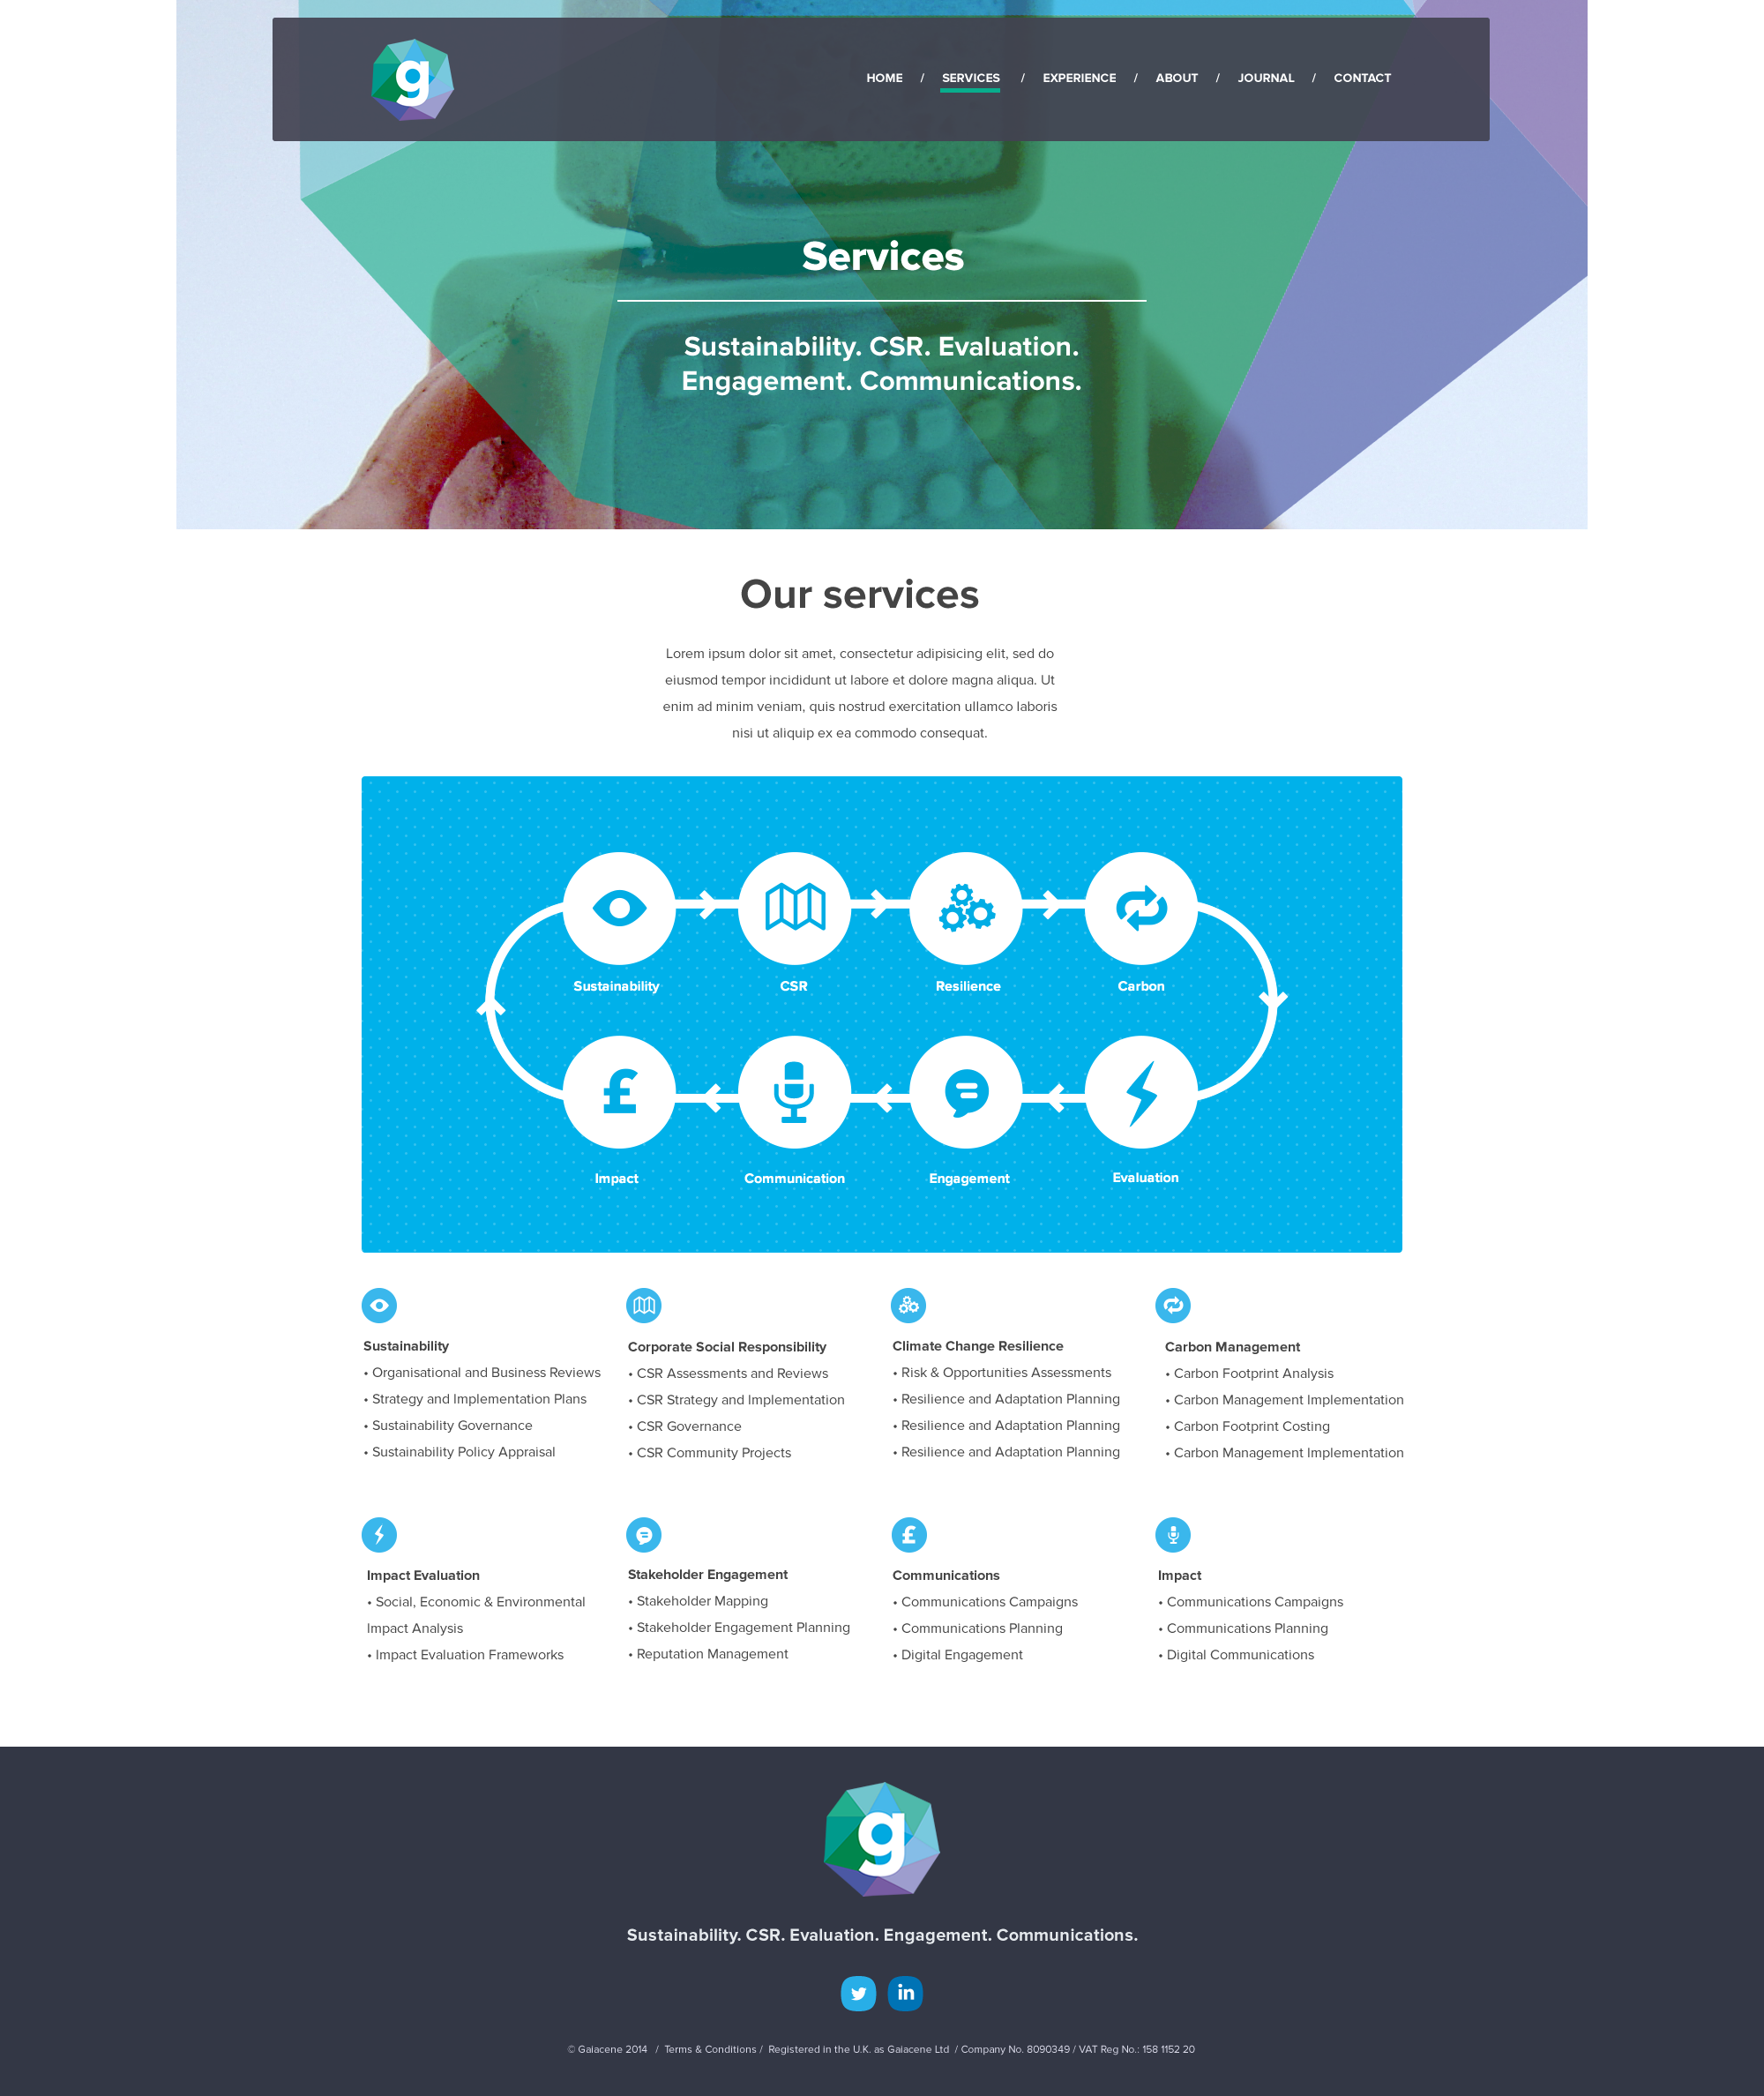 g
HOME / SERVICES / EXPERIENCE / ABOUT / JOURNAL / CONTACT
Services
Sustainability. CSR. Evaluation.
Engagement. Communications.
Our services
Lorem ipsum dolor sit amet, consectetur adipisicing elit, sed do
eiusmod tempor incididunt ut labore et dolore magna aliqua. Ut
enim ad minim veniam, quis nostrud exercitation ullamco laboris
nisi ut aliquip ex ea commodo consequat.
Sustainability CSR Resilience Carbon
£
Impact Communication Engagement Evaluation
Sustainability
• Organisational and Business Reviews
• Strategy and Implementation Plans
• Sustainability Governance
• Sustainability Policy Appraisal
Corporate Social Responsibility
• CSR Assessments and Reviews
• CSR Strategy and Implementation
• CSR Governance
• CSR Community Projects
Climate Change Resilience
• Risk & Opportunities Assessments
• Resilience and Adaptation Planning
• Resilience and Adaptation Planning
• Resilience and Adaptation Planning
Carbon Management
• Carbon Footprint Analysis
• Carbon Management Implementation
• Carbon Footprint Costing
• Carbon Management Implementation
Impact Evaluation
• Social, Economic & Environmental
Impact Analysis
• Impact Evaluation Frameworks
Stakeholder Engagement
• Stakeholder Mapping
• Stakeholder Engagement Planning
• Reputation Management
£
Communications
• Communications Campaigns
• Communications Planning
• Digital Engagement
Impact
• Communications Campaigns
• Communications Planning
• Digital Communications
g
Sustainability. CSR. Evaluation. Engagement. Communications.
in
© Gaiacene 2014 / Terms & Conditions / Registered in the U.K. as Gaiacene Ltd / Company No. 8090349 / VAT Reg No.: 158 1152 20